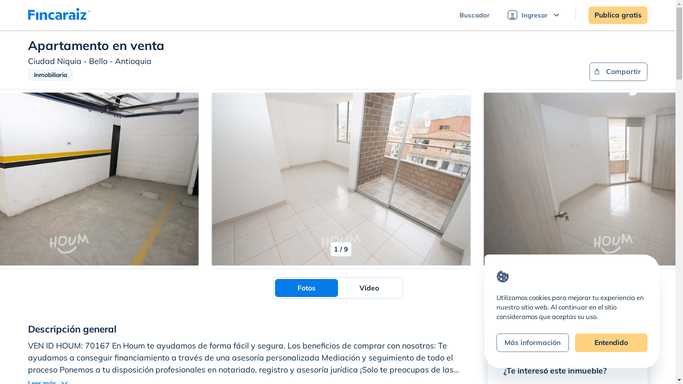 Fincaraiz
Buscador
Ingresar
Publica gratis
Apartamento en venta
Ciudad Niquia - Bello - Antioquia
Inmobiliaria
Compartir
HOUM
HOUM
HOUM
1 / 9
Fotos
Video
Utilizamos cookies para mejorar tu experiencia en
nuestro sitio web. Al continuar en el sitio
consideramos que aceptas su uso.
Más información
Entendido
Descripción general
VEN ID HOUM: 70167 En Houm te ayudamos de forma fácil y segura. Los beneficios de comprar con nosotros: Te
ayudamos a conseguir financiamiento a través de una asesoría personalizada Mediación y seguimiento de todo el
proceso Ponemos a tu disposición profesionales en notariado, registro y asesoría jurídica ¡Solo te preocupas de las...
Leer más
¿Te interesó este inmueble?